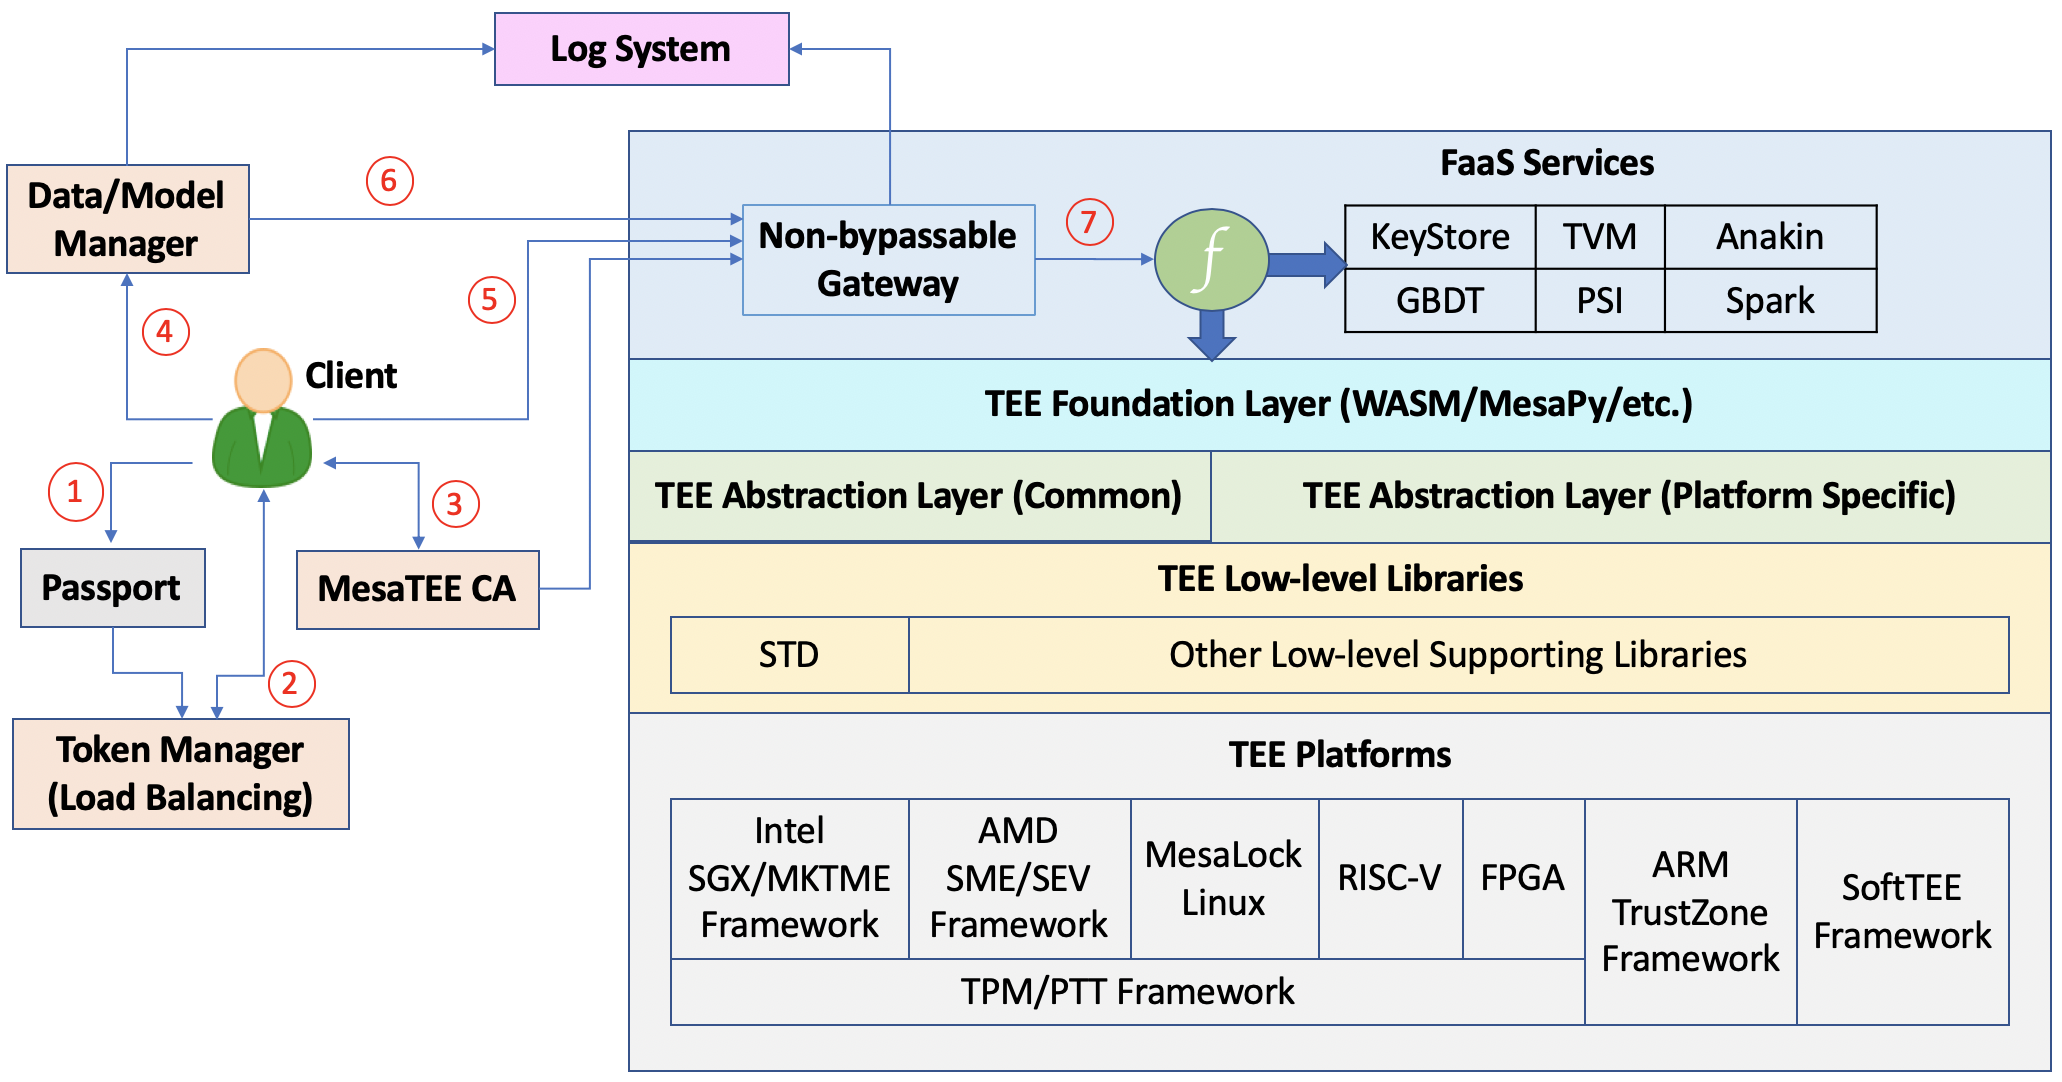 Log System
6
Data/Model
Manager
FaaS Services
Non-bypassable
Gateway
7
f
KeyStore
TVM
Anakin
GBDT
PSI
Spark
5
4
Client
1
3
Passport
MesaTEE CA
2
Token Manager
(Load Balancing)
TEE Foundation Layer (WASM/MesaPy/etc.)
TEE Abstraction Layer (Common)
TEE Abstraction Layer (Platform Specific)
TEE Low-level Libraries
STD
Other Low-level Supporting Libraries
TEE Platforms
Intel
SGX/MKTME
Framework
AMD
SME/SEV
Framework
MesaLock
Linux
RISC-V
FPGA
ARM
TrustZone
Framework
SoftTEE
Framework
TPM/PTT Framework